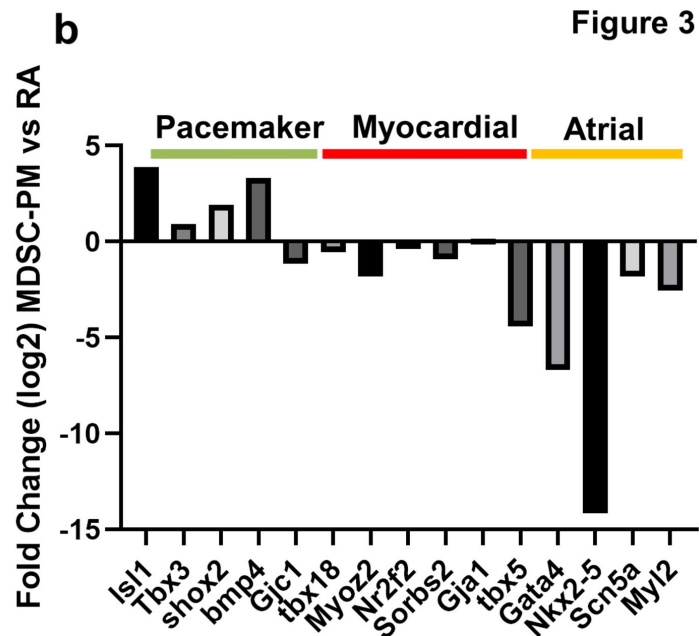 b
Figure 3
Pacemaker
Myocardial
Atrial
Fold Change (log2) MDSC-PM vs RA
5
0
-5
-10
-15
Isl1
Tbx3
shox2
bmp4
Gjc1
tbx18
Myoz2
Nr2f2
Sorbs2
Gja1
tbx5
Gata4
Nkx2-5
Scn5a
Myl2